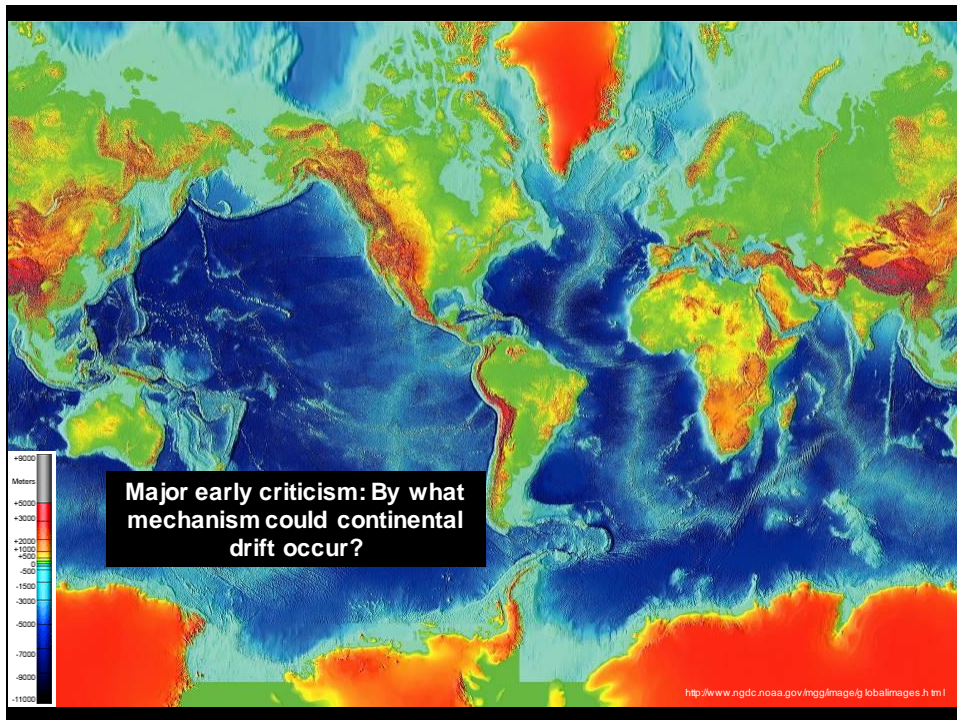 +9000
Meters
+5000
+3000
+2000
+1000
+500
0
-500
-1500
-3000
-5000
-7000
-9000
-11000
Major early criticism: By what
mechanism could continental
drift occur?
http://www.ngdc.noaa.gov/mgg/image/globalimages.html